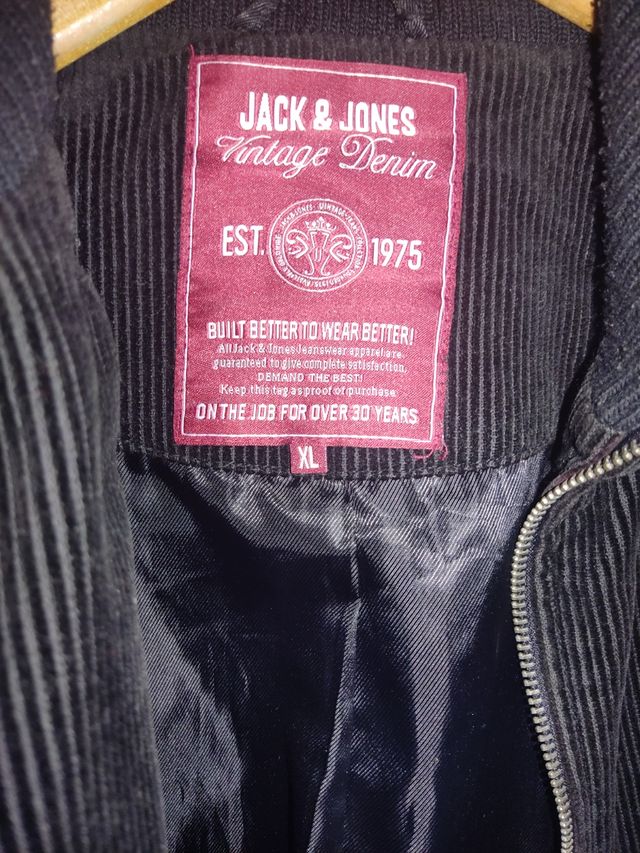 JACK & JONES
Vintage Denim
EST. 1975
BUILT BETTER TO WEAR BETTER!
All Jack & Jones Jeanswear apparel are
guaranteed to give complete satisfaction.
DEMAND THE BEST!
Keep this tag as proof of purchase
ON THE JOB FOR OVER 30 YEARS
XL